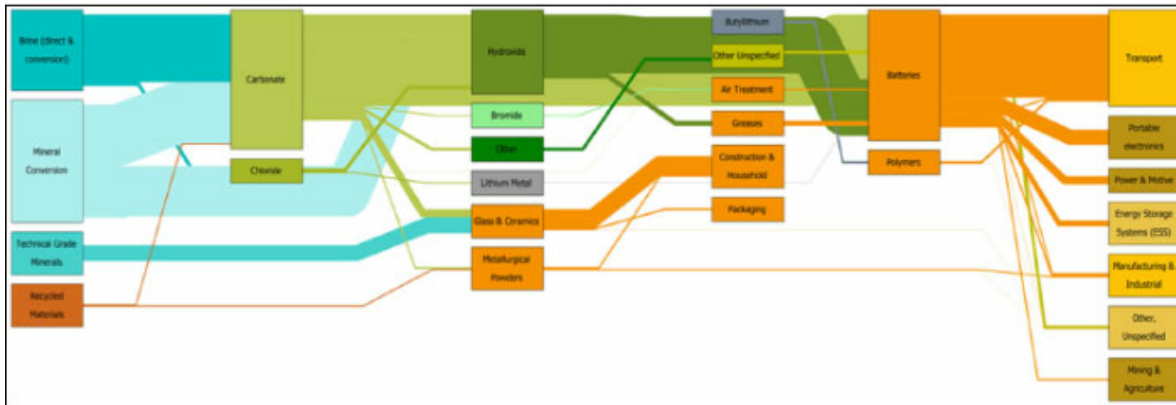 Brine (direct &
conversion)
Mineral
Conversion
Technical Grade
Minerals
Recycled
Materials
Carbonate
Chloride
Hydroxide
Bromide
Other
Lithium Metal
Glass & Ceramics
Metallurgical
Powders
Butyllithium
Other Unspecified
Air Treatment
Greases
Construction &
Household
Packaging
Batteries
Polymers
Transport
Portable
electronics
Power & Motive
Energy Storage
Systems (ESS)
Manufacturing &
Industrial
Other,
Unspecified
Mining &
Agriculture